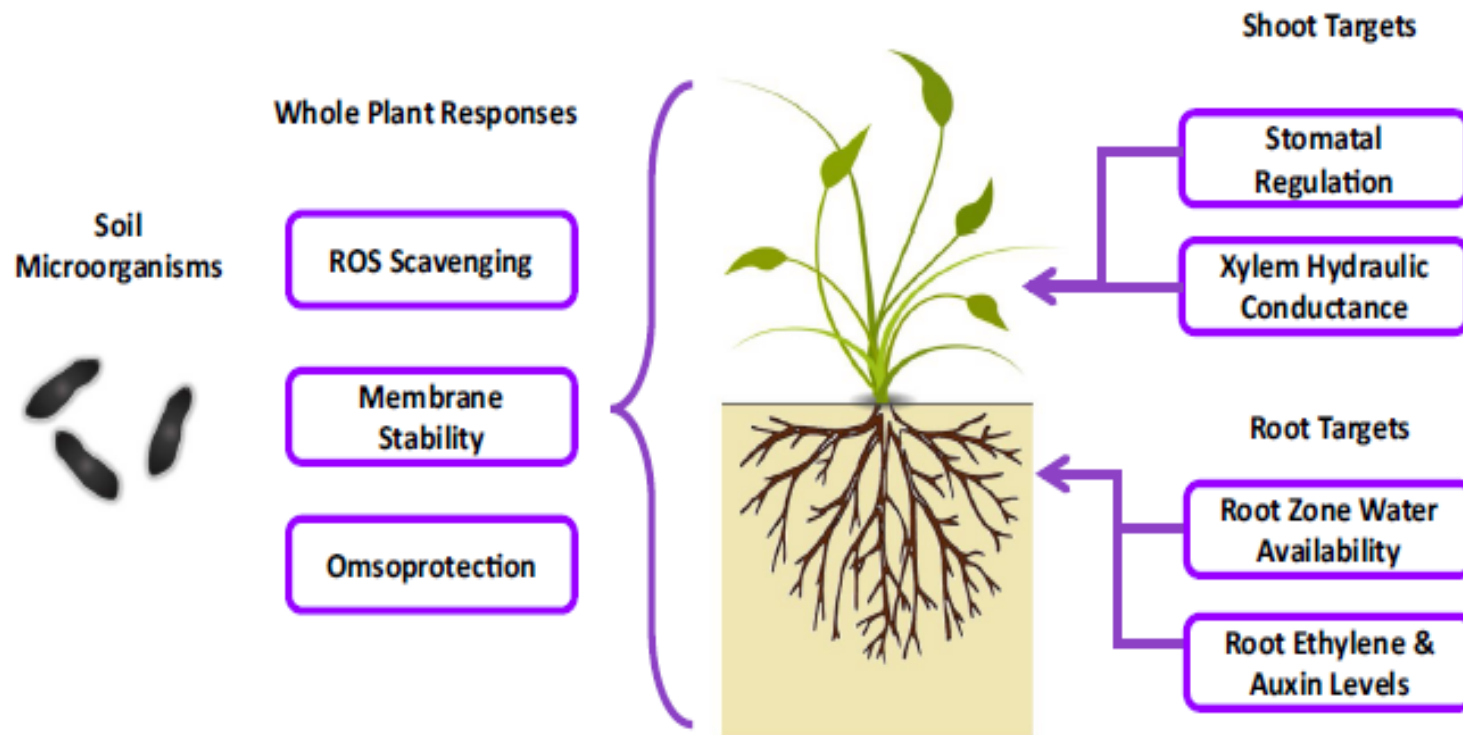 Soil
Microorganisms
Whole Plant Responses
ROS Scavenging
Membrane
Stability
Omsoprotection
Shoot Targets
Stomatal
Regulation
Xylem Hydraulic
Conductance
Root Targets
Root Zone Water
Availability
Root Ethylene &
Auxin Levels